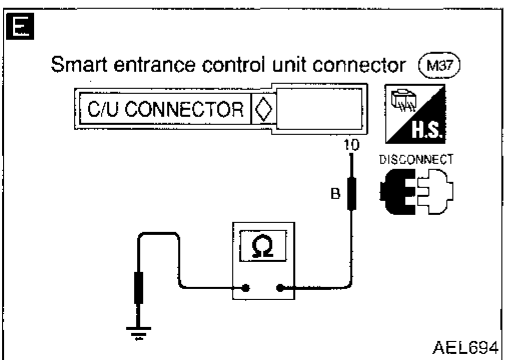 E
Smart entrance control unit connector M37
C/U CONNECTOR
H.S.
10
DISCONNECT
B
Ω
AEL694